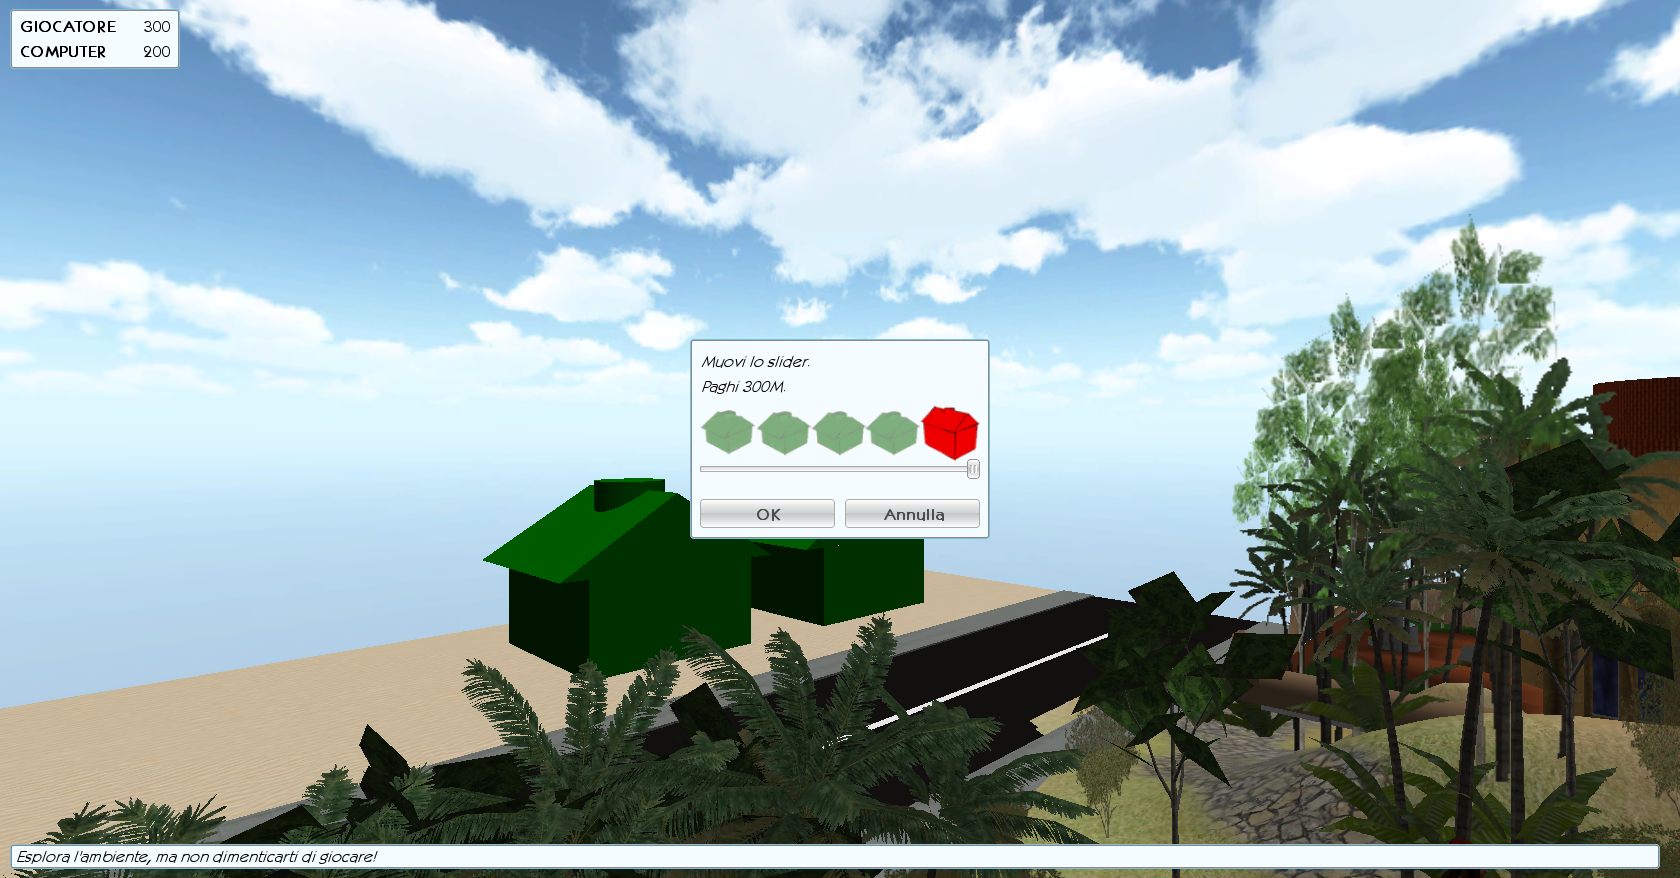 GIOCATORE 300
COMPUTER 200
Muovi lo slider.
Paghi 300M.
OK Annulla
Esplora l'ambiente, ma non dimenticarti di giocare!